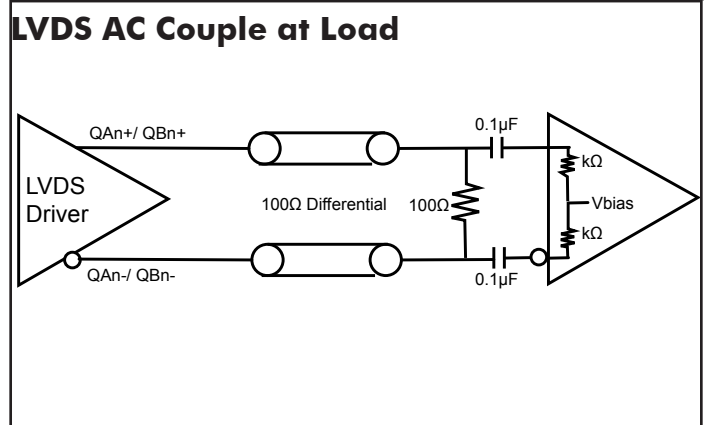 LVDS AC Couple at Load
QAn+/ QBn+
0.1µF
kΩ
LVDS
Driver
100Ω Differential
100Ω
Vbias
kΩ
QAn-/ QBn-
0.1µF